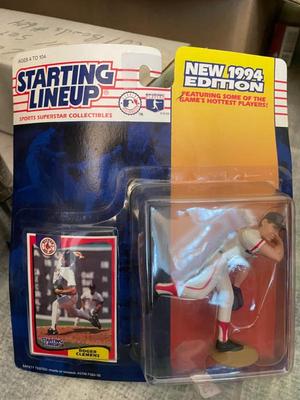 AGES 4 TO 104
STARTING
LINEUP
SPORTS SUPERSTAR COLLECTIBLES
NEW 1994
EDITION
FEATURING SOME OF THE
GAME'S HOTTEST PLAYERS!
ROGER
CLEMENS